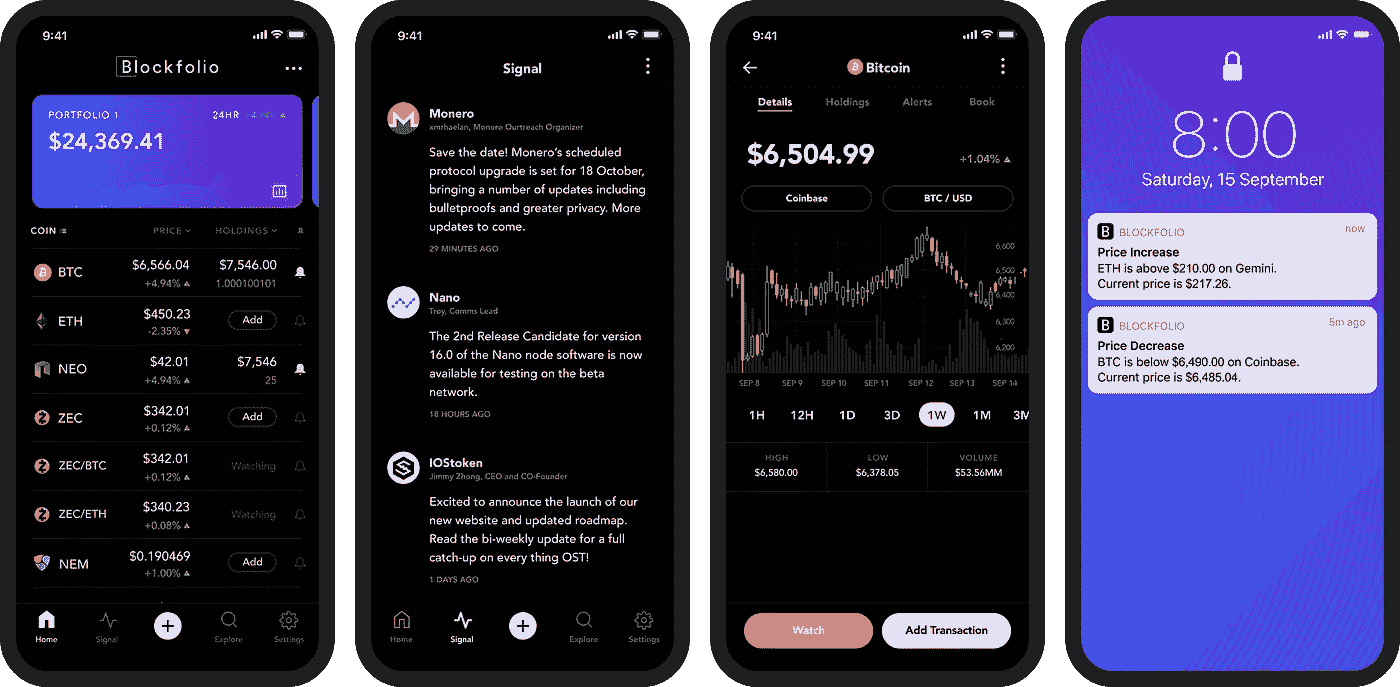 9:41
Blockfolio
PORTFOLIO 1
24HR +4.94%
$24,369.41
COIN PRICE HOLDINGS
BTC $6,566.04 $7,546.00
+4.94% 1.000100101
ETH $450.23 Add
-2.35%
NEO $42.01 $7,546
+4.94% 25
ZEC $342.01 Add
+0.12%
ZEC/BTC $342.01 Watching
+0.12%
ZEC/ETH $340.23 Watching
+0.08%
NEM $0.190469 Add
+1.00%
Home Signal Explore Settings
9:41
Signal
Monero
xmrhaelan, Monero Ourtreach Organizer
Save the date! Monero's scheduled
protocol upgrade is set for 18 October,
bringing a number of updates including
bulletproofs and greater privacy. More
updates to come.
29 MINUTES AGO
Nano
Troy, Comms Lead
The 2nd Release Candidate for version
16.0 of the Nano node software is now
available for testing on the beta
network.
18 HOURS AGO
IOStoken
Jimmy Zhong, CEO and CO-Founder
Excited to announce the launch of our
new website and updated roadmap.
Read the bi-weekly update for a full
catch-up on every thing OST!
1 DAYS AGO
Home Signal Explore Settings
9:41
Bitcoin
Details Holdings Alerts Book
$6,504.99 +1.04%
Coinbase BTC / USD
6,600
6,500
6,400
6,300
6,200
SEP 8 SEP 9 SEP 10 SEP 11 SEP 12 SEP 13 SEP 14
1H 12H 1D 3D 1W 1M 3M
HIGH LOW VOLUME
$6,580.00 $6,378.05 $53.56MM
Watch Add Transaction
8:00
Saturday, 15 September
BLOCKFOLIO now
Price Increase
ETH is above $210.00 on Gemini.
Current price is $217.26.
BLOCKFOLIO 5m ago
Price Decrease
BTC is below $6,490.00 on Coinbase.
Current price is $6,485.04.